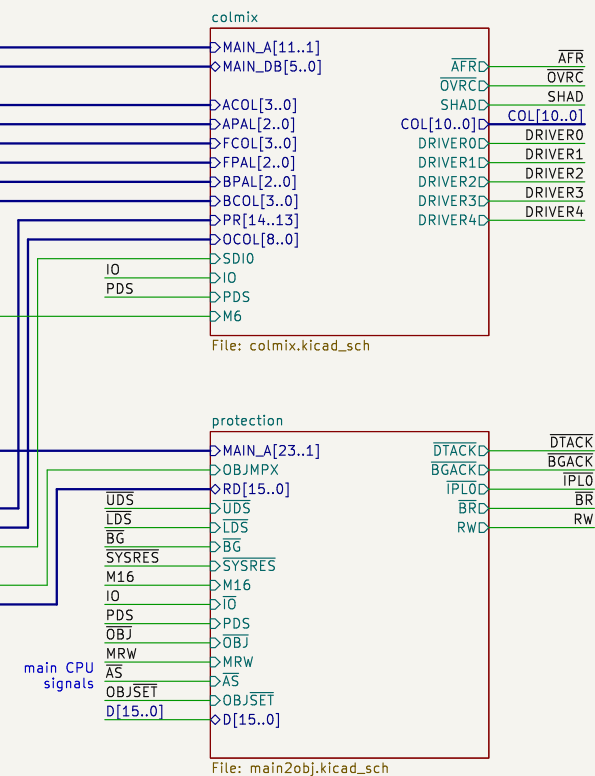 colmix
MAIN_A[11..1]
MAIN_DB[5..0]
ACOL[3..0]
APAL[2..0]
FCOL[3..0]
FPAL[2..0]
BPAL[2..0]
BCOL[3..0]
PR[14..13]
OCOL[8..0]
SDI0
IO IO
PDS PDS
M6
AFR AFR
OVRC OVRC
SHAD SHAD
COL[10..0] COL[10..0]
DRIVER0 DRIVER0
DRIVER1 DRIVER1
DRIVER2 DRIVER2
DRIVER3 DRIVER3
DRIVER4 DRIVER4
File: colmix.kicad_sch
protection
MAIN_A[23..1]
OBJMPX
RD[15..0]
UDS UDS
LDS LDS
BG BG
SYSRES SYSRES
M16 M16
IO IO
PDS PDS
OBJ OBJ
MRW MRW
AS AS
OBJSET OBJSET
D[15..0] D[15..0]
main CPU
signals
DTACK DTACK
BGACK BGACK
IPL0 IPL0
BR BR
RW RW
File: main2obj.kicad_sch